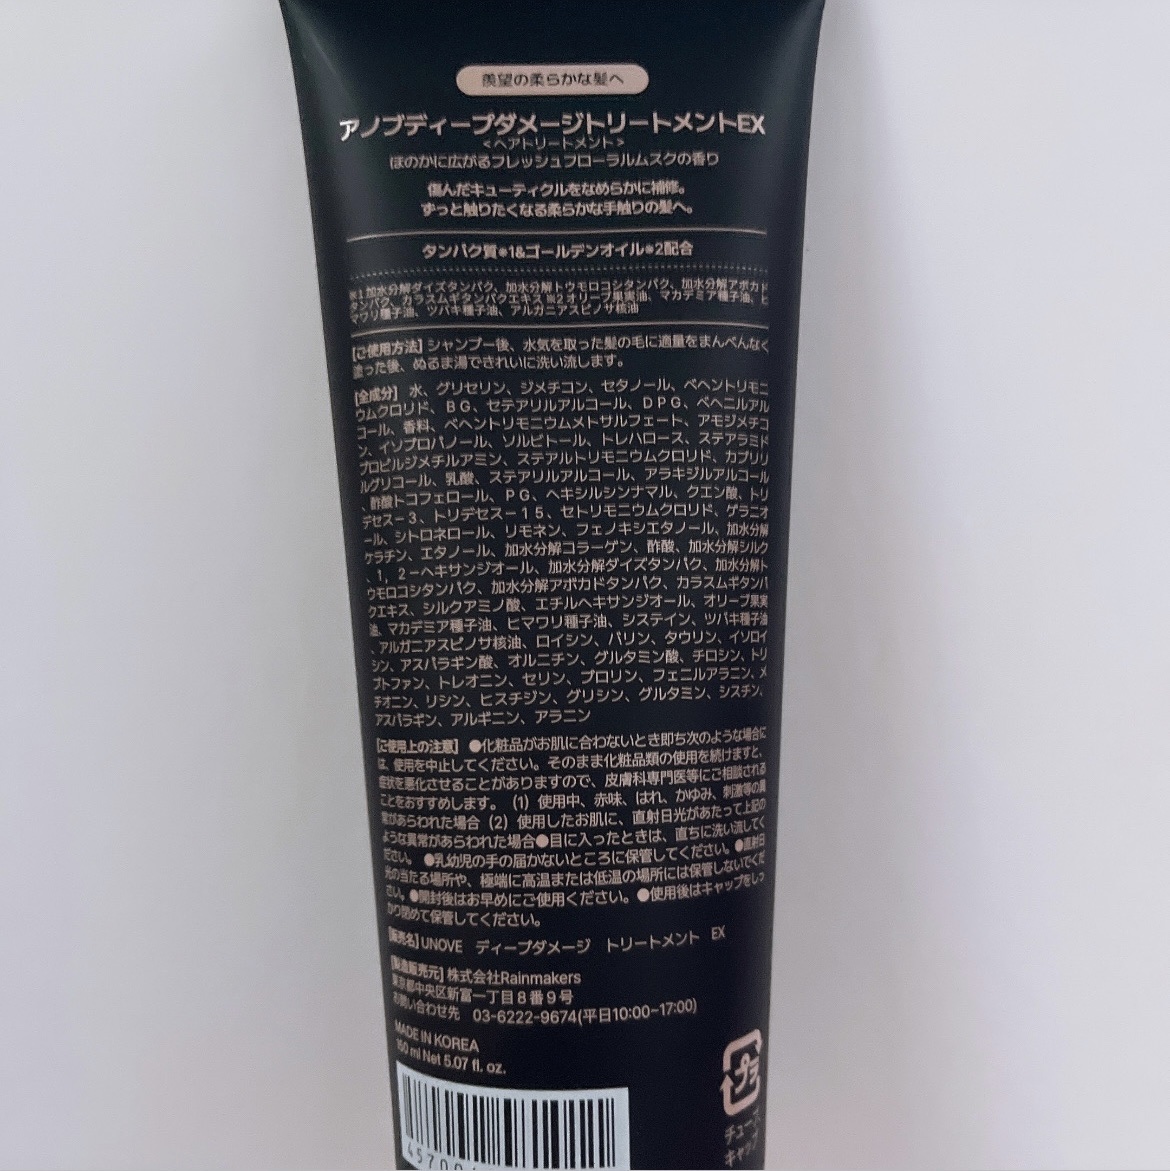 羨望の柔らかな髪へ
アノブディープダメージトリートメントEX
<ヘアトリートメント>
ほのかに広がるフレッシュフローラルムスクの香り
傷んだキューティクルをなめらかに補修。
ずっと触りたくなる柔らかな手触りの髪へ。
タンパク質※1&ゴールデンオイル※2配合
※1 加水分解ダイズタンパク、加水分解トウモロコシタンパク、加水分解アボカド
タンパク、カラスムギタンパクエキス ※2 オリーブ果実油、マカデミア種子油、ヒ
マワリ種子油、ツバキ種子油、アルガニアスピノサ核油
[ご使用方法] シャンプー後、水気を取った髪の毛に適量をまんべんなく
塗った後、ぬるま湯できれいに洗い流します。
[全成分] 水、グリセリン、ジメチコン、セタノール、ベヘントリモニ
ウムクロリド、BG、セテアリルアルコール、DPG、ベヘニルアル
コール、香料、ベヘントリモニウムメトサルフェート、アモジメチコ
ン、イソプロパノール、ソルビトール、トレハロース、ステアラミド
プロピルジメチルアミン、ステアルトリモニウムクロリド、カプリリ
ルグリコール、乳酸、ステアリルアルコール、アラキジルアルコール
、酢酸トコフェロール、PG、ヘキシルシンナマル、クエン酸、トリ
デセス-3、トリデセス-15、セトリモニウムクロリド、ゲラニオ
ール、シトロネロール、リモネン、フェノキシエタノール、加水分解
ケラチン、エタノール、加水分解コラーゲン、酢酸、加水分解シルク
、1,2-ヘキサンジオール、加水分解ダイズタンパク、加水分解ト
ウモロコシタンパク、加水分解アボカドタンパク、カラスムギタンパ
クエキス、シルクアミノ酸、エチルヘキサンジオール、オリーブ果実
油、マカデミア種子油、ヒマワリ種子油、システイン、ツバキ種子油
、アルガニアスピノサ核油、ロイシン、バリン、タウリン、イソロイ
シン、アスパラギン酸、オルニチン、グルタミン酸、チロシン、トリ
プトファン、トレオニン、セリン、プロリン、フェニルアラニン、メ
チオニン、リシン、ヒスチジン、グリシン、グルタミン、シスチン、
アスパラギン、アルギニン、アラニン
[ご使用上の注意] ●化粧品がお肌に合わないとき即ち次のような場合に
は、使用を中止してください。そのまま化粧品類の使用を続けますと、
症状を悪化させることがありますので、皮膚科専門医等にご相談される
ことをおすすめします。(1) 使用中、赤味、はれ、かゆみ、刺激等の異
常があらわれた場合 (2) 使用したお肌に、直射日光があたって上記の
ような異常があらわれた場合●目に入ったときは、直ちに洗い流してく
ださい。●乳幼児の手の届かないところに保管してください。●直射日
光の当たる場所や、極端に高温または低温の場所には保管しないでくだ
さい。●開封後はお早めにご使用ください。●使用後はキャップをしっ
かり閉めて保管してください。
[販売名] UNOVE ディープダメージ トリートメント EX
[製造販売元] 株式会社Rainmakers
東京都中央区新富一丁目8番9号
お問い合わせ先 03-6222-9674(平日10:00-17:00)
MADE IN KOREA
150 ml Net 5.07 fl. oz.
プラ
チューブ
キャップ